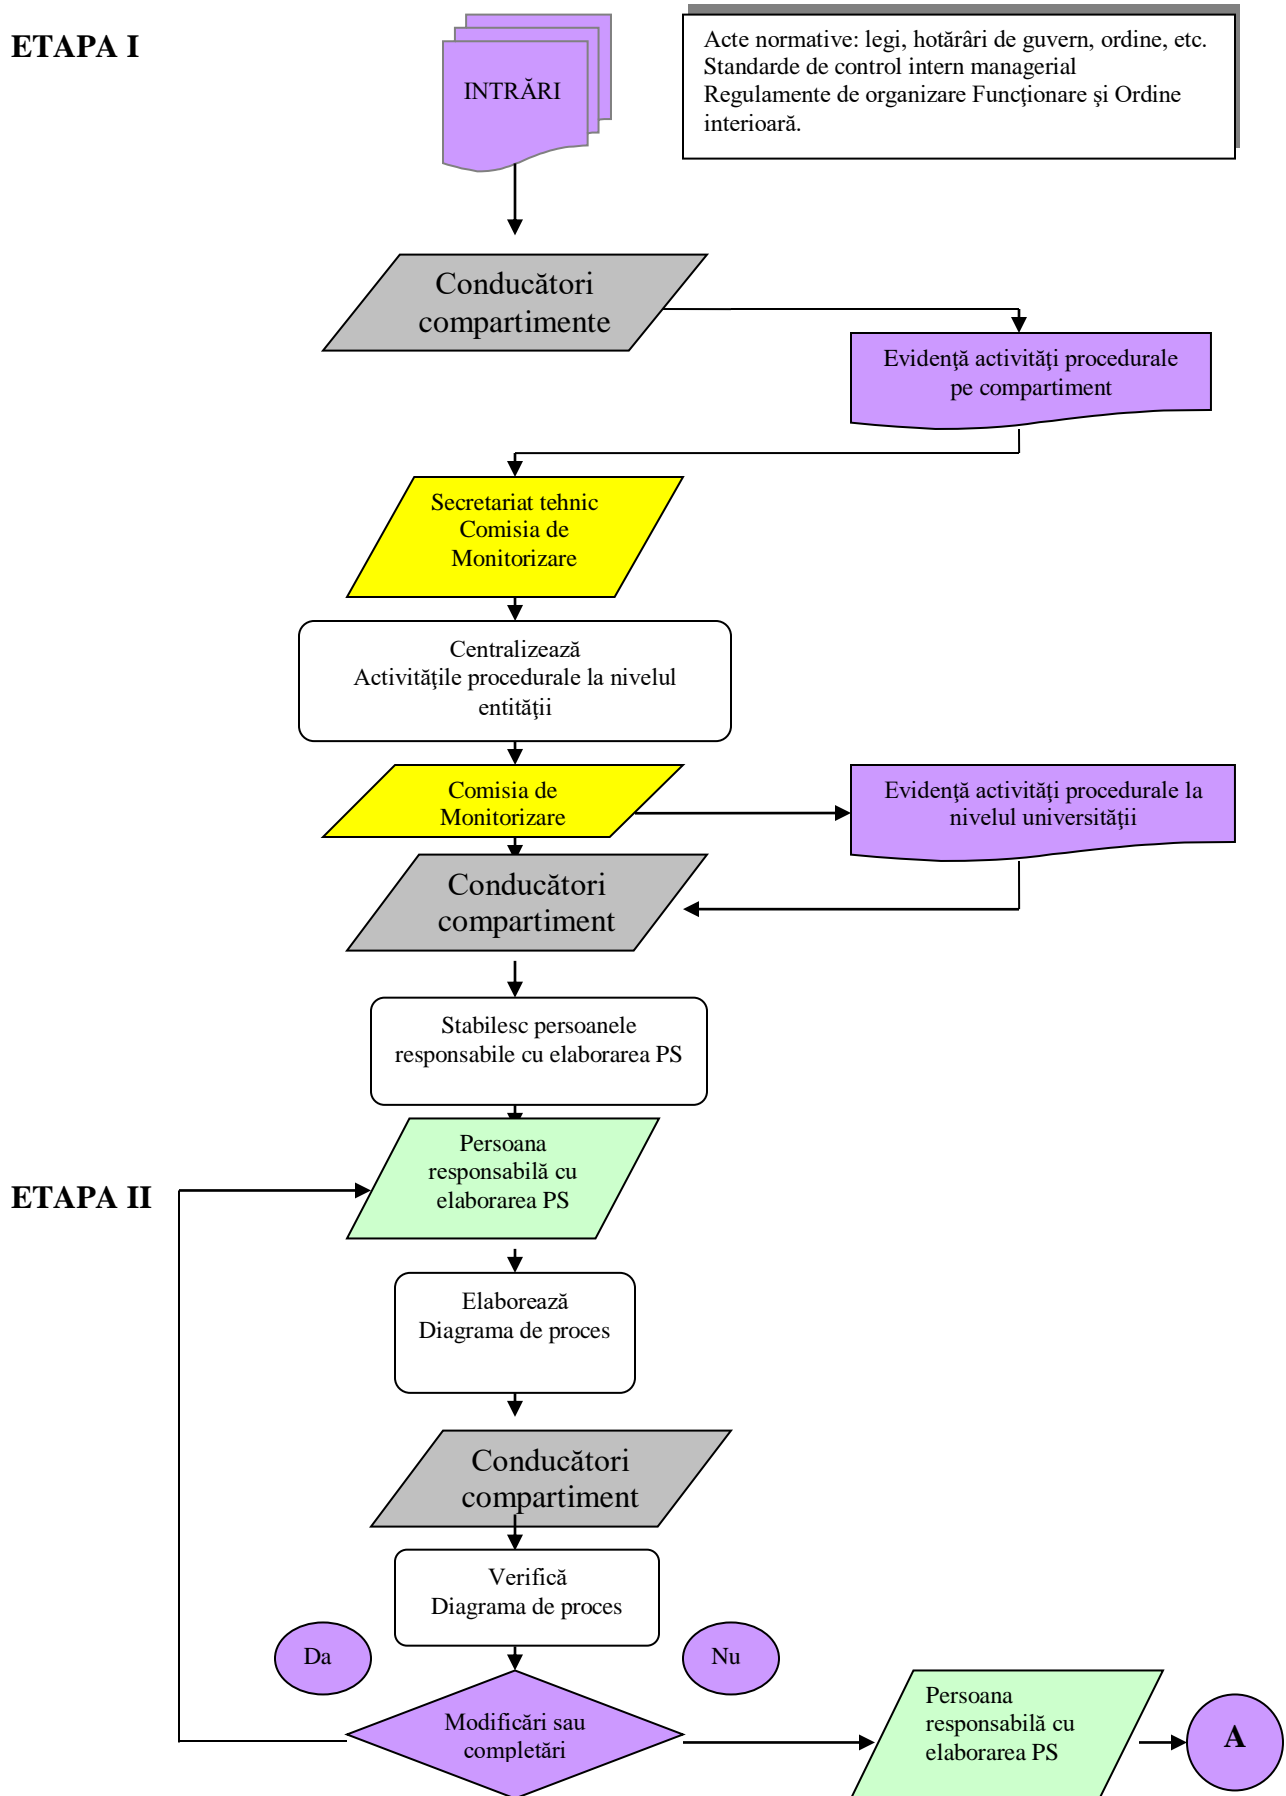 ETAPA I
INTRĂRI
Acte normative: legi, hotărâri de guvern, ordine, etc.
Standarde de control intern managerial
Regulamente de organizare Funcţionare şi Ordine
interioară.
Conducători
compartimente
Evidenţă activităţi procedurale
pe compartiment
Secretariat tehnic
Comisia de
Monitorizare
Centralizează
Activităţile procedurale la nivelul
entităţii
Comisia de
Monitorizare
Evidenţă activităţi procedurale la
nivelul universităţii
Conducători
compartiment
Stabilesc persoanele
responsabile cu elaborarea PS
Persoana
responsabilă cu
elaborarea PS
ETAPA II
Elaborează
Diagrama de proces
Conducători
compartiment
Verifică
Diagrama de proces
Da
Nu
Modificări sau
completări
Persoana
responsabilă cu
elaborarea PS
A